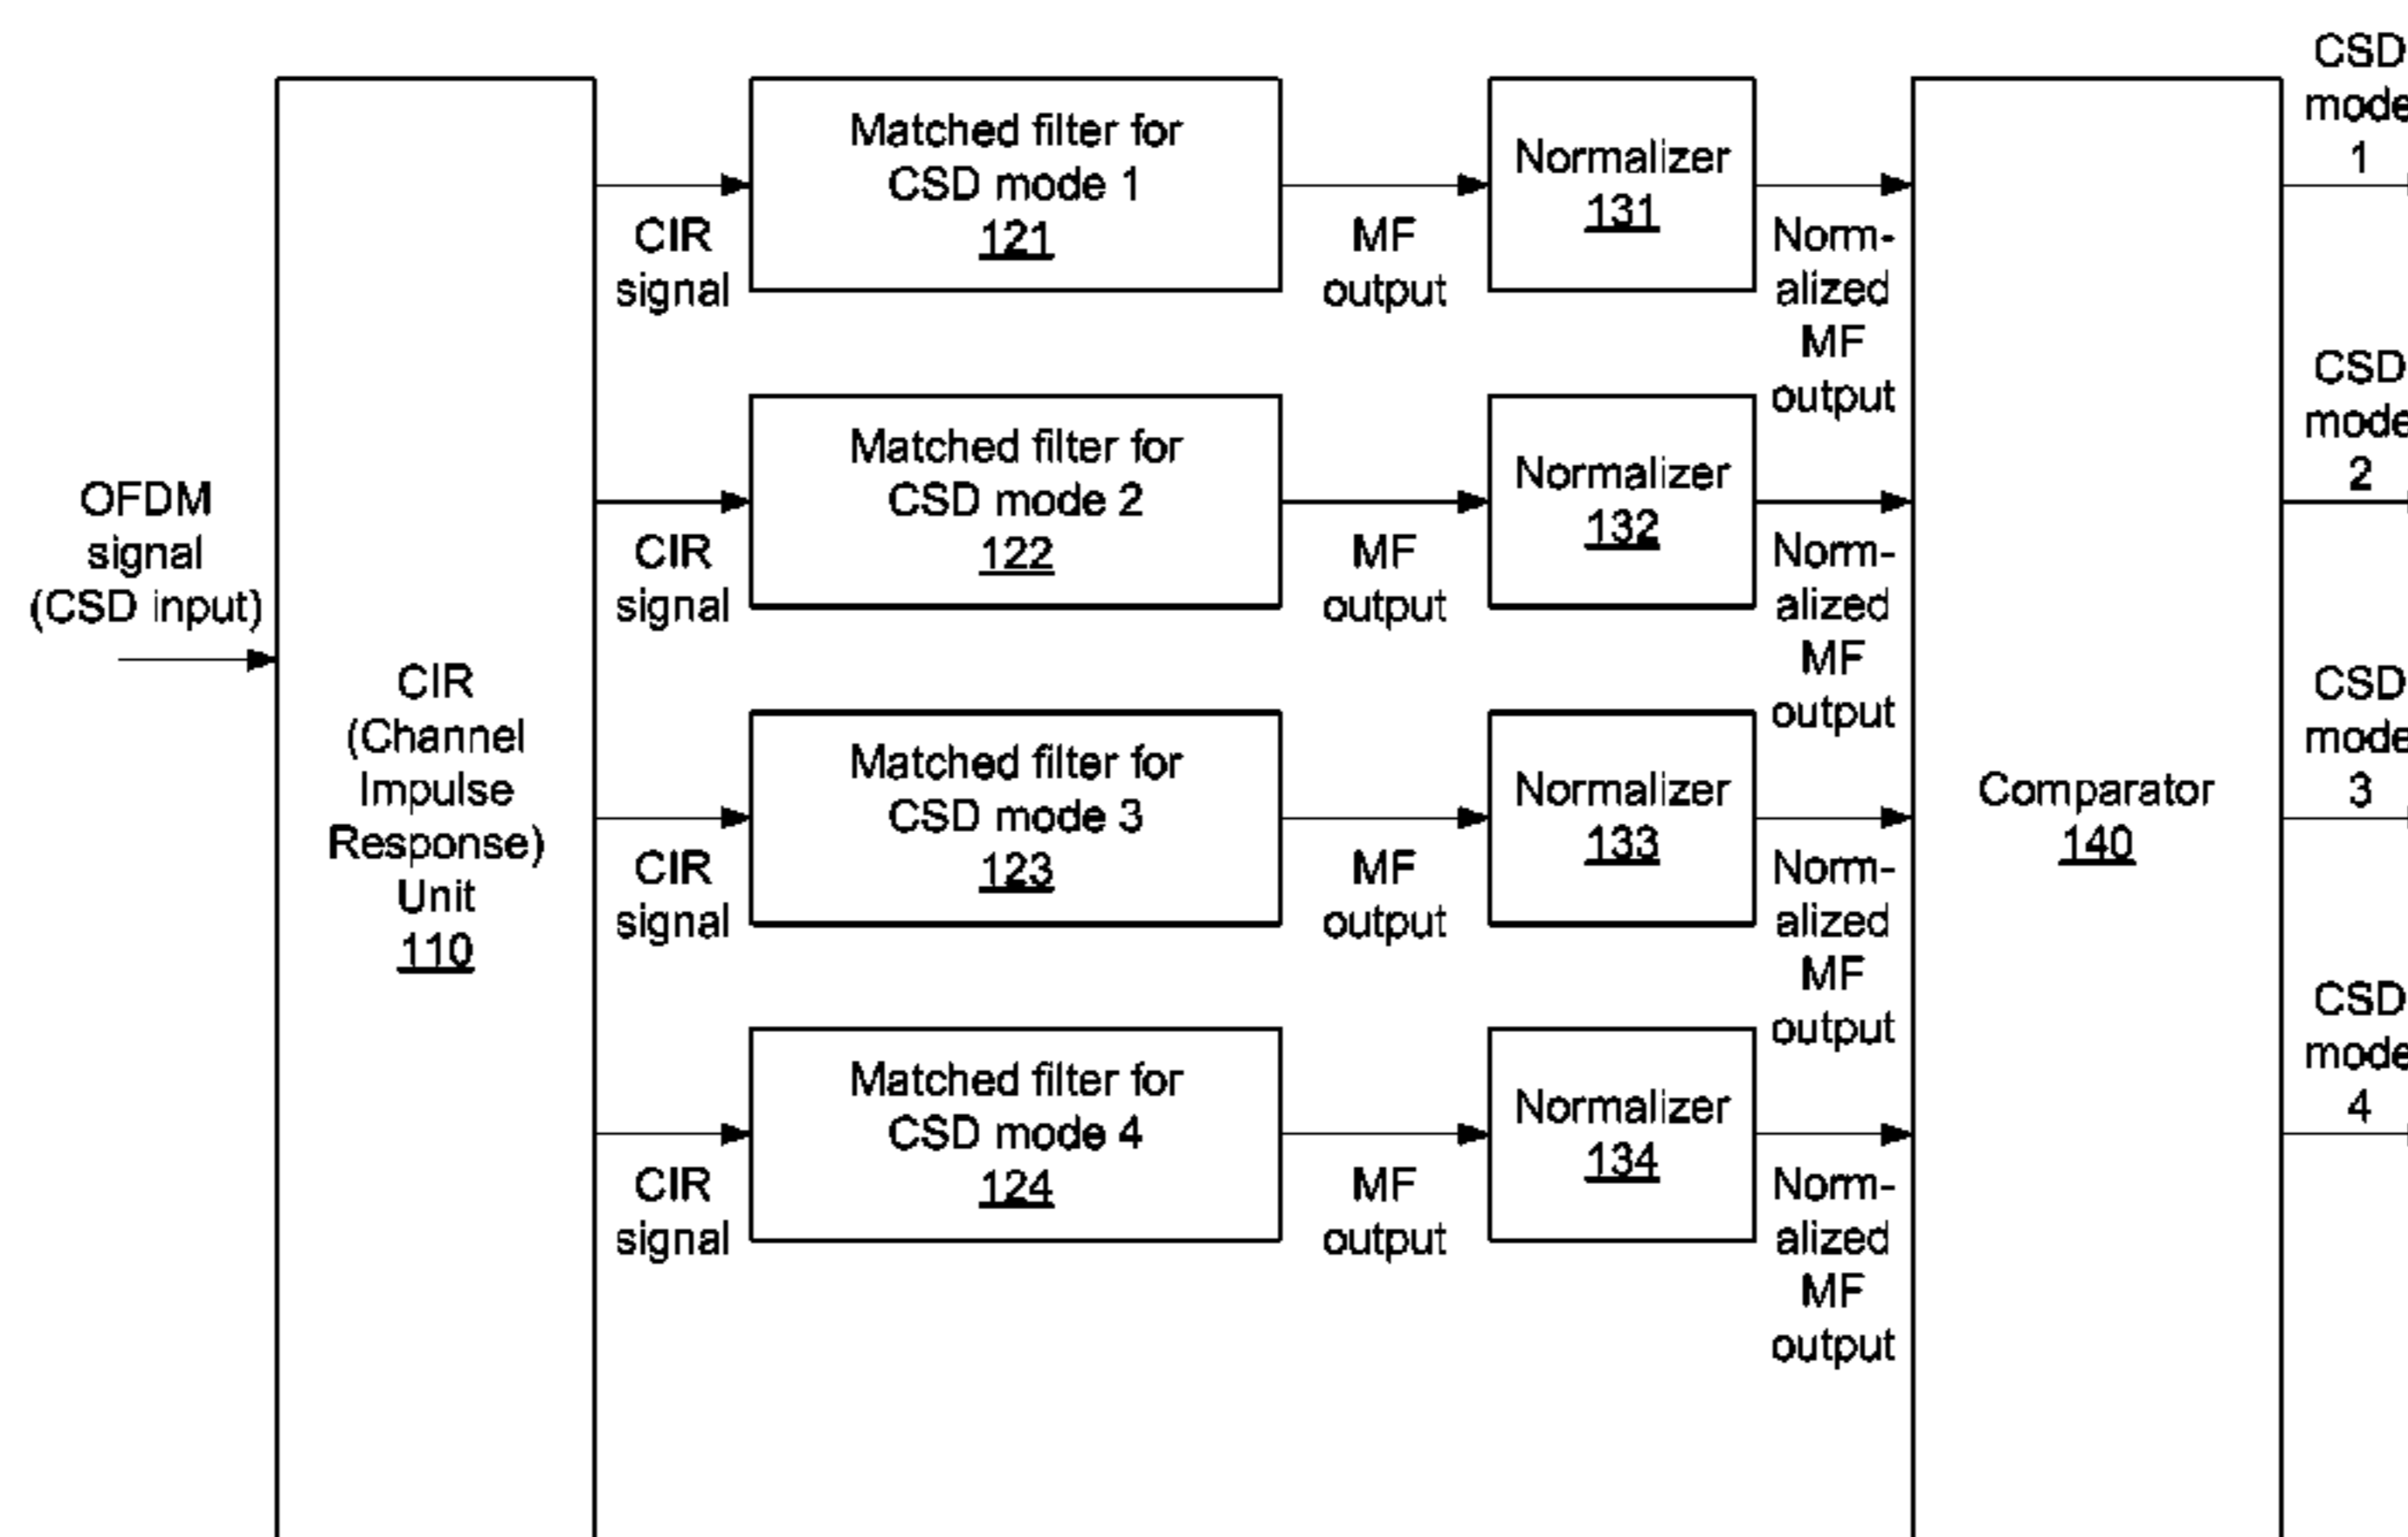 OFDM
signal
(CSD input)
CIR
(Channel
Impulse
Response)
Unit
110
CIR
signal
Matched filter for
CSD mode 1
121
MF
output
Normalizer
131
Norm-
alized
MF
output
CSD
mode
1
CIR
signal
Matched filter for
CSD mode 2
122
MF
output
Normalizer
132
Norm-
alized
MF
output
CSD
mode
2
CIR
signal
Matched filter for
CSD mode 3
123
MF
output
Normalizer
133
Norm-
alized
MF
output
CSD
mode
3
CIR
signal
Matched filter for
CSD mode 4
124
MF
output
Normalizer
134
Norm-
alized
MF
output
CSD
mode
4
Comparator
140